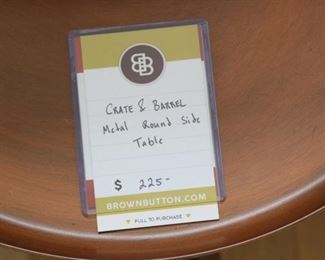 BB
CRATE & BARREL
Metal Round Side
Table
$ 225-
BROWNBUTTON.COM
PULL TO PURCHASE